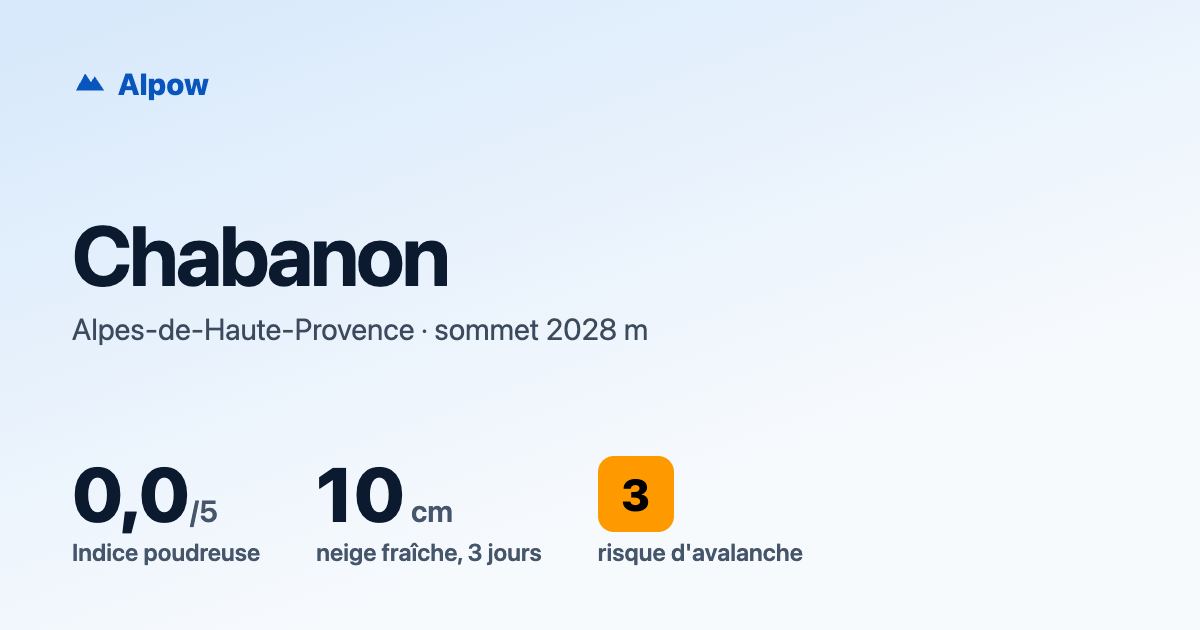 Alpow
Chabanon
Alpes-de-Haute-Provence · sommet 2028 m
0,0/5
Indice poudreuse
10 cm
neige fraîche, 3 jours
3
risque d'avalanche